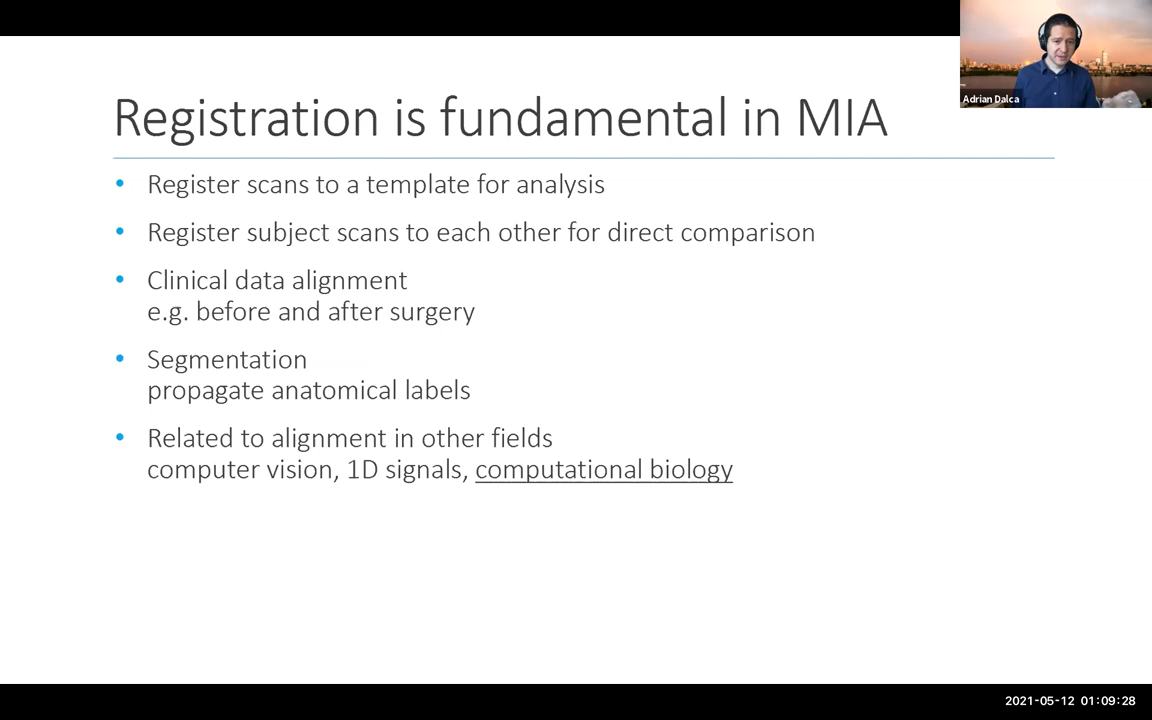 Adrian Dalca
Registration is fundamental in MIA
• Register scans to a template for analysis
• Register subject scans to each other for direct comparison
• Clinical data alignment
e.g. before and after surgery
• Segmentation
propagate anatomical labels
• Related to alignment in other fields
computer vision, 1D signals, computational biology
2021-05-12 01:09:28